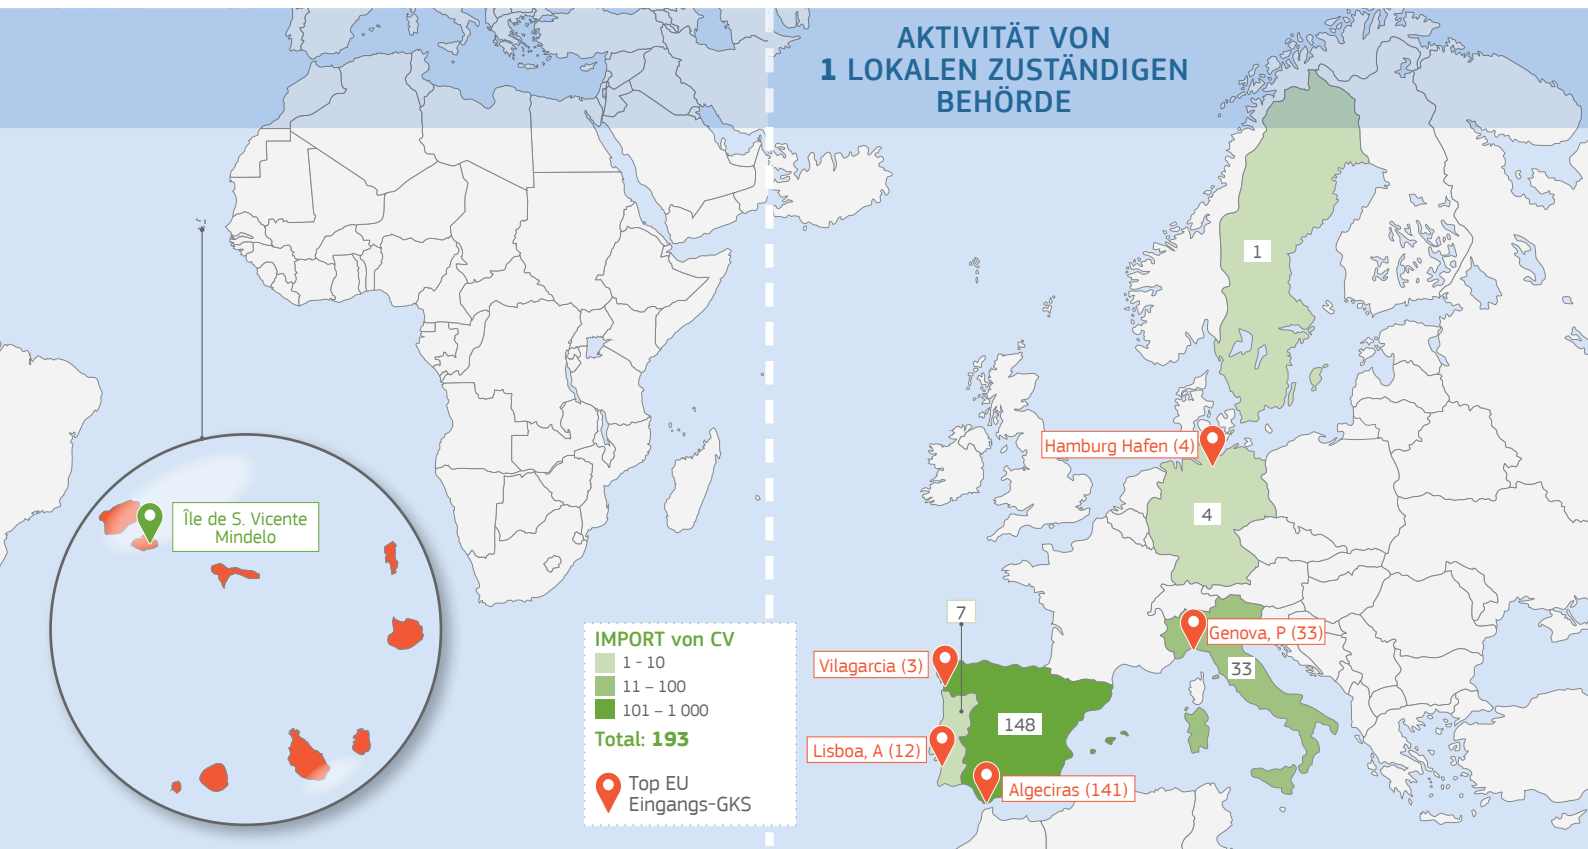 AKTIVITÄT VON
1 LOKALEN ZUSTÄNDIGEN
BEHÖRDE
1
Hamburg Hafen (4)
4
Île de S. Vicente
Mindelo
7
Genova, P (33)
33
Vilagarcia (3)
148
Lisboa, A (12)
Algeciras (141)
IMPORT von CV
1 - 10
11 – 100
101 – 1 000
Total: 193
Top EU
Eingangs-GKS